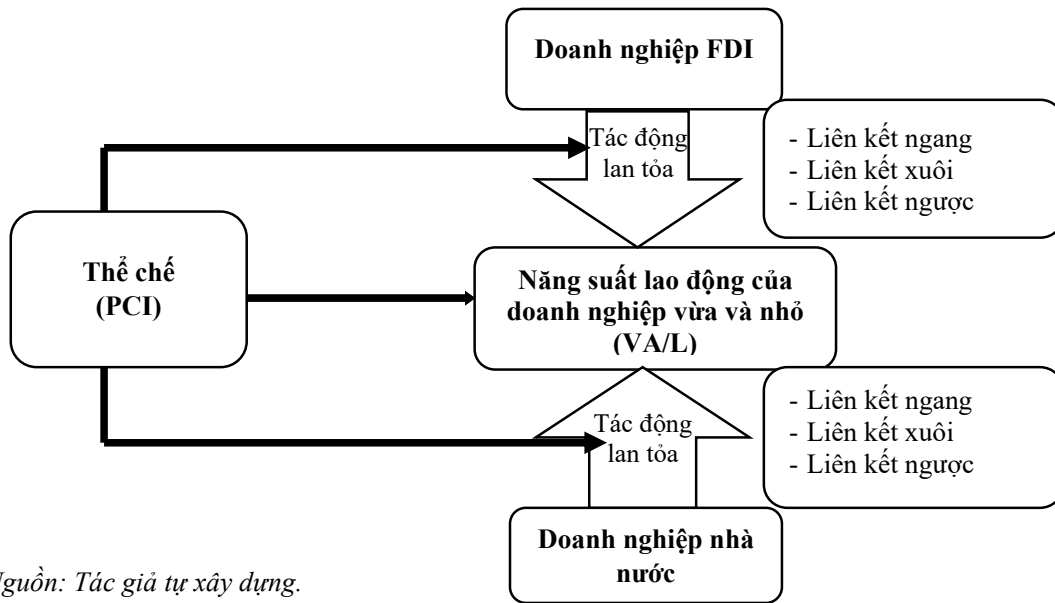 Doanh nghiệp FDI
Tác động
lan tỏa
- Liên kết ngang
- Liên kết xuôi
- Liên kết ngược
Thể chế
(PCI)
Năng suất lao động của
doanh nghiệp vừa và nhỏ
(VA/L)
Tác động
lan tỏa
- Liên kết ngang
- Liên kết xuôi
- Liên kết ngược
Doanh nghiệp nhà
nước
Nguồn: Tác giả tự xây dựng.